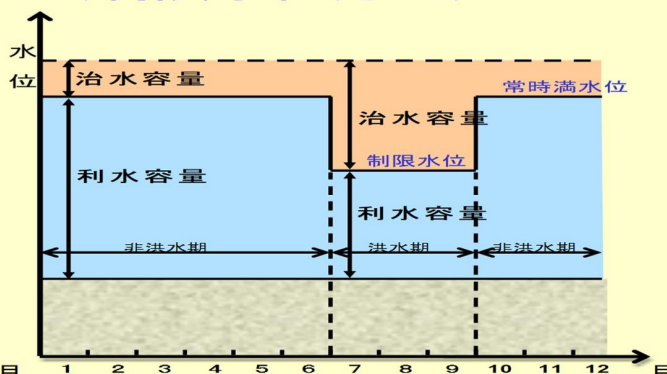 水
位
治水容量
常時満水位
治水容量
制限水位
利水容量
利水容量
非洪水期
洪水期
非洪水期
1 2 3 4 5 6 7 8 9 10 11 12